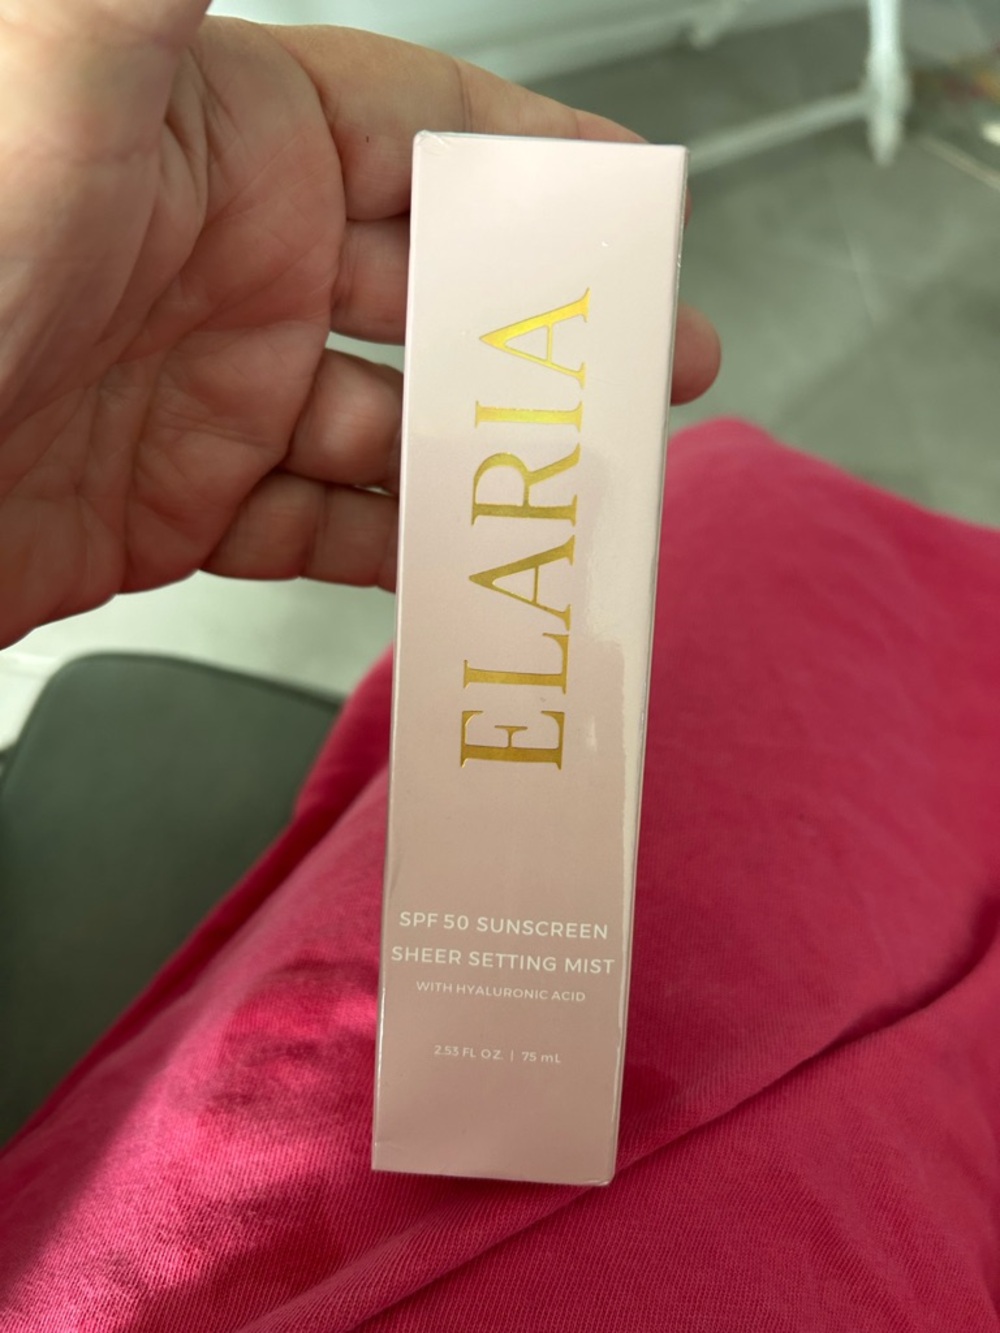 ELARIA
SPF 50 SUNSCREEN
SHEER SETTING MIST
WITH HYALURONIC ACID
2.53 FL OZ | 75 mL